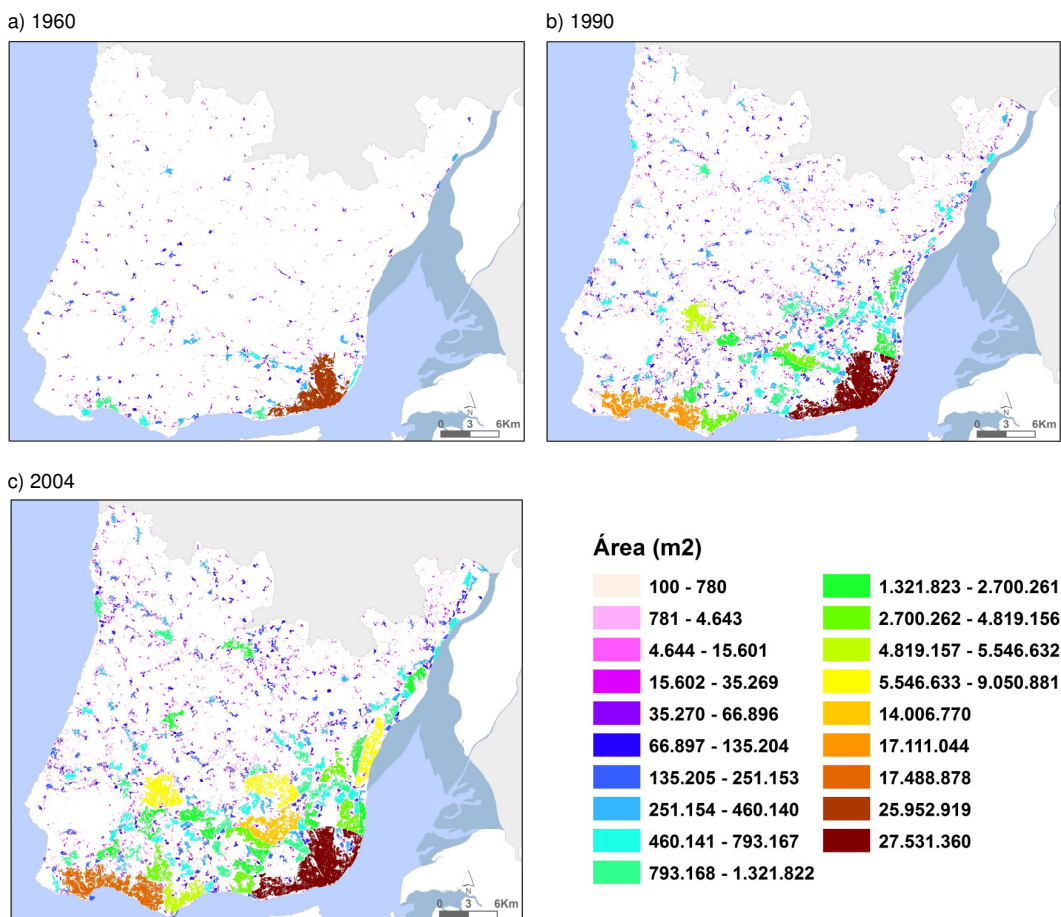 a) 1960
b) 1990
N
0 3 6Km
N
0 3 6Km
c) 2004
N
0 3 6Km
Área (m2)
100 - 780
781 - 4.643
4.644 - 15.601
15.602 - 35.269
35.270 - 66.896
66.897 - 135.204
135.205 - 251.153
251.154 - 460.140
460.141 - 793.167
793.168 - 1.321.822
1.321.823 - 2.700.261
2.700.262 - 4.819.156
4.819.157 - 5.546.632
5.546.633 - 9.050.881
14.006.770
17.111.044
17.488.878
25.952.919
27.531.360